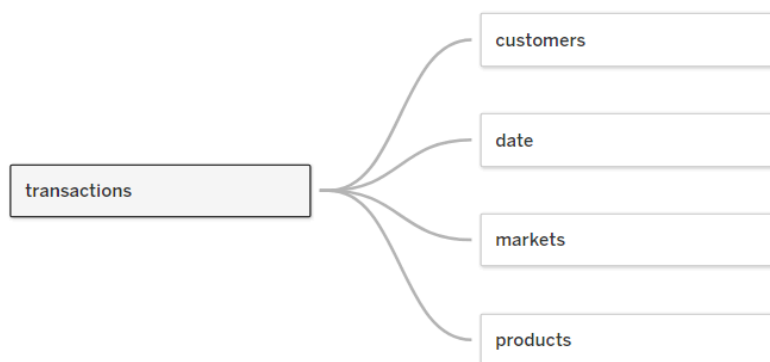 customers
date
transactions
markets
products